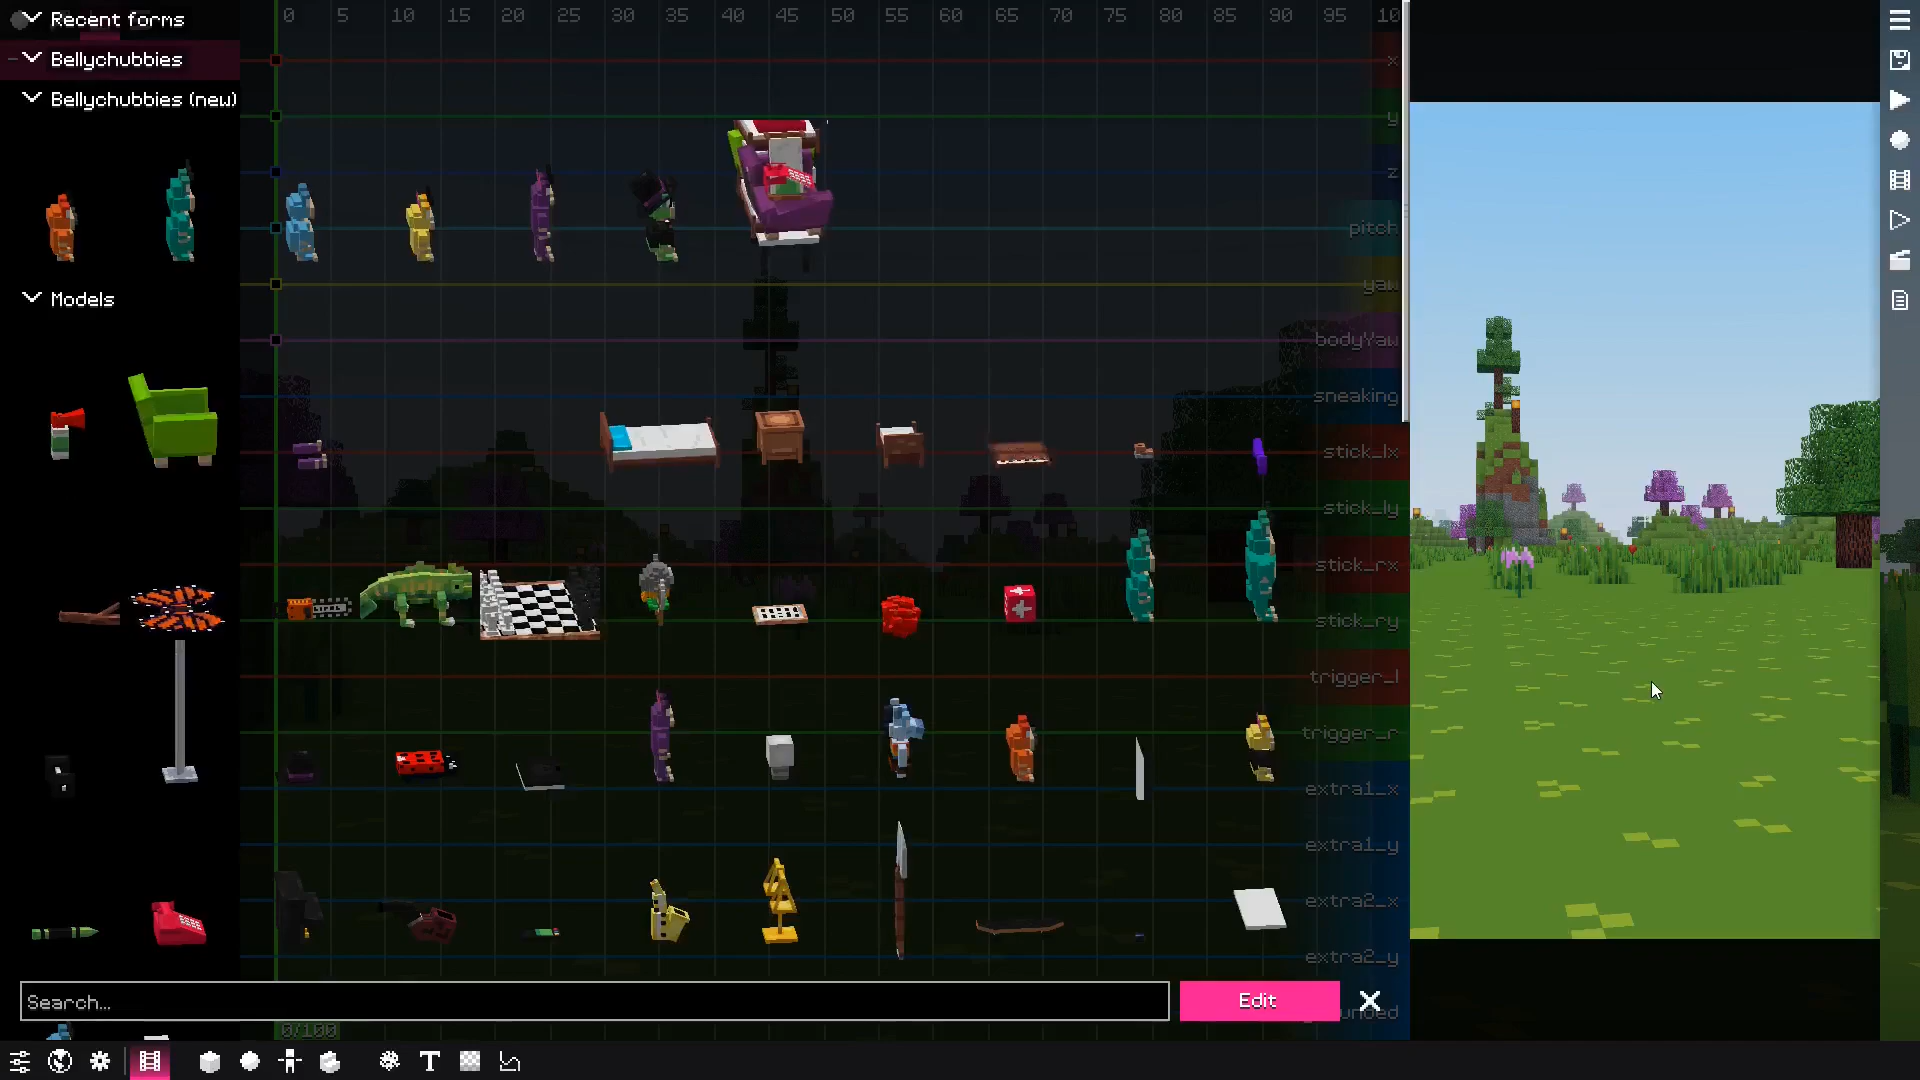 Recent forms
0 5 10 15 20 25 30 35 40 45 50 55 60 65 70 75 80 85 90 95 10
Bellychubbies
x
Bellychubbies (new)
y
z
pitch
yaw
Models
bodyYaw
sneaking
stick_lx
stick_ly
stick_rx
stick_ry
trigger_l
trigger_r
extra1_x
extra1_y
extra2_x
extra2_y
Search...
Edit
unded
0/100